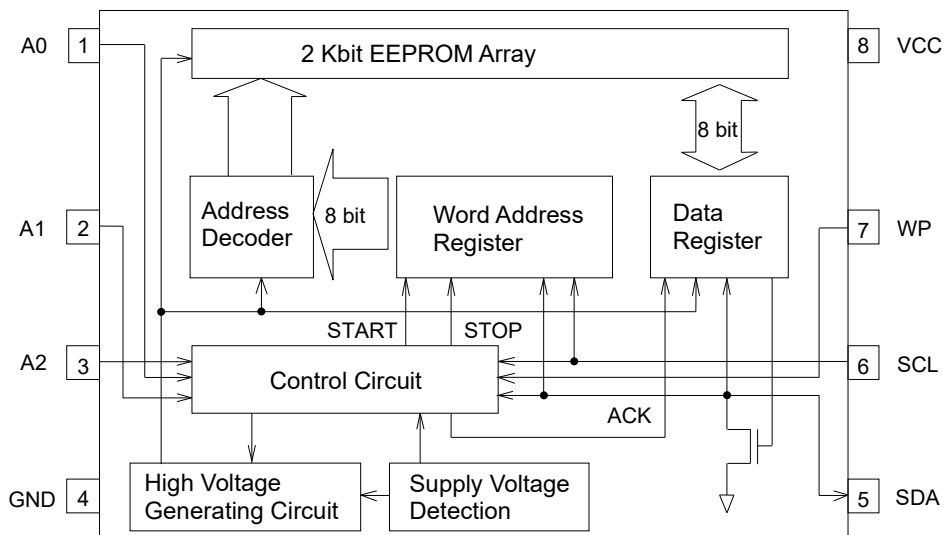 A0 1
2 Kbit EEPROM Array
8 VCC
8 bit
A1 2
Address
Decoder
8 bit
Word Address
Register
Data
Register
7 WP
START
STOP
A2 3
Control Circuit
6 SCL
ACK
GND 4
High Voltage
Generating Circuit
Supply Voltage
Detection
5 SDA